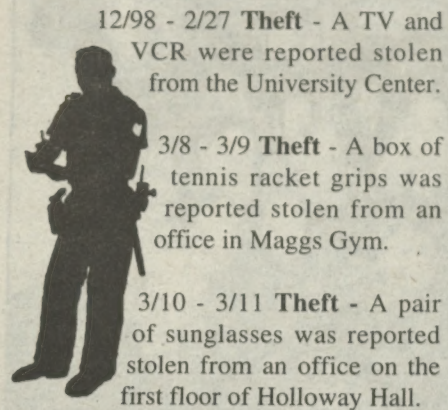 12/98 - 2/27 Theft - A TV and
VCR were reported stolen
from the University Center.
3/8 - 3/9 Theft - A box of
tennis racket grips was
reported stolen from an
office in Maggs Gym.
3/10 - 3/11 Theft - A pair
of sunglasses was reported
stolen from an office on the
first floor of Holloway Hall.